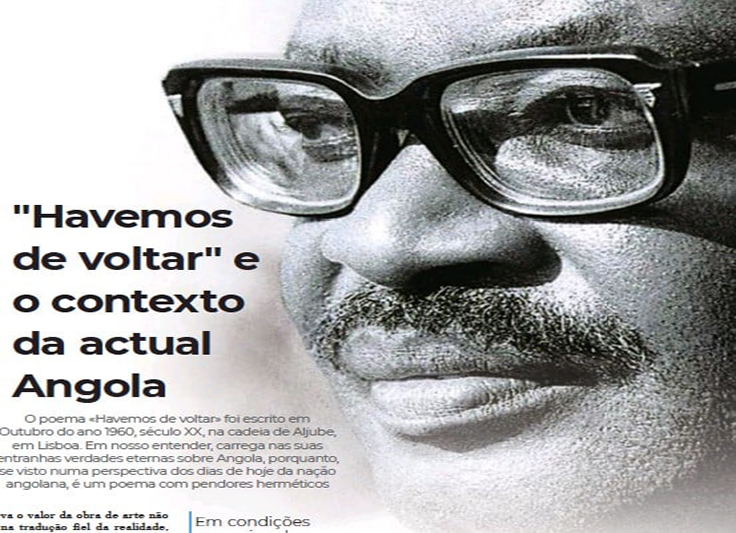 "Havemos
de voltar" e
o contexto
da actual
Angola
O poema «Havemos de voltar» foi escrito em
Outubro do ano 1960, século XX, na cadeia de Aljube,
em Lisboa. Em nosso entender, carrega nas suas
entranhas verdades eternas sobre Angola, porquanto,
se visto numa perspectiva dos dias de hoje da nação
angolana, é um poema com pendores herméticos
va o valor da obra de arte não
na tradução fiel da realidade,
Em condições